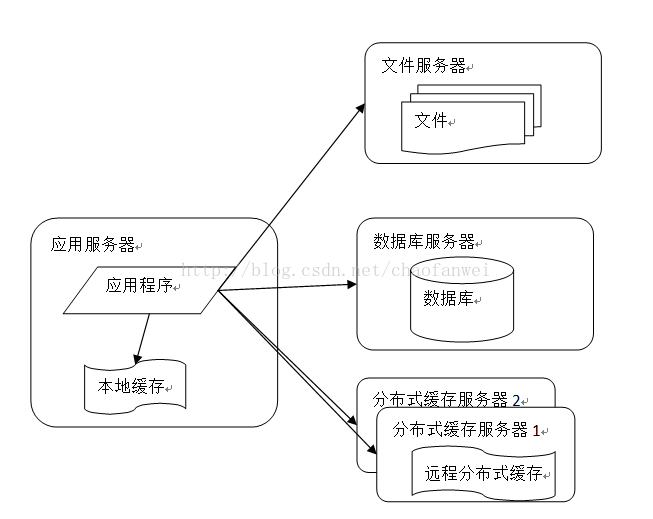 文件服务器
文件
应用服务器
应用程序
本地缓存
数据库服务器
数据库
http://blog.csdn.net/chaofanwei
分布式缓存服务器2
分布式缓存服务器1
远程分布式缓存